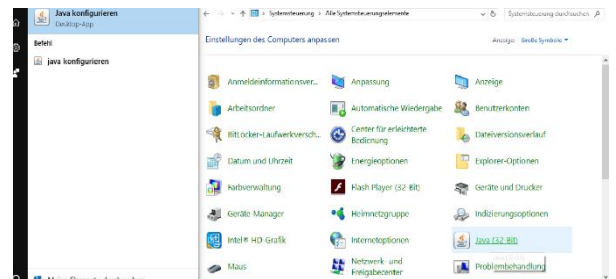 Java konfigurieren
Desktop-App
Befehl
java konfigurieren
Systemsteuerung › Alle Systemsteuerungselemente
Systemsteuerung durchsuchen
Einstellungen des Computers anpassen
Anzeige: Große Symbole
Anmeldeinformationsver...
Anpassung
Anzeige
Arbeitsordner
Automatische Wiedergabe
Benutzerkonten
BitLocker-Laufwerkversch...
Center für erleichterte
Bedienung
Dateiversionsverlauf
Datum und Uhrzeit
Energieoptionen
Explorer-Optionen
Farbverwaltung
Flash Player (32-Bit)
Geräte und Drucker
Geräte-Manager
Heimnetzgruppe
Indizierungsoptionen
Intel® HD-Grafik
Internetoptionen
Java (32-Bit)
Maus
Netzwerk- und
Freigabecenter
Problembehandlung